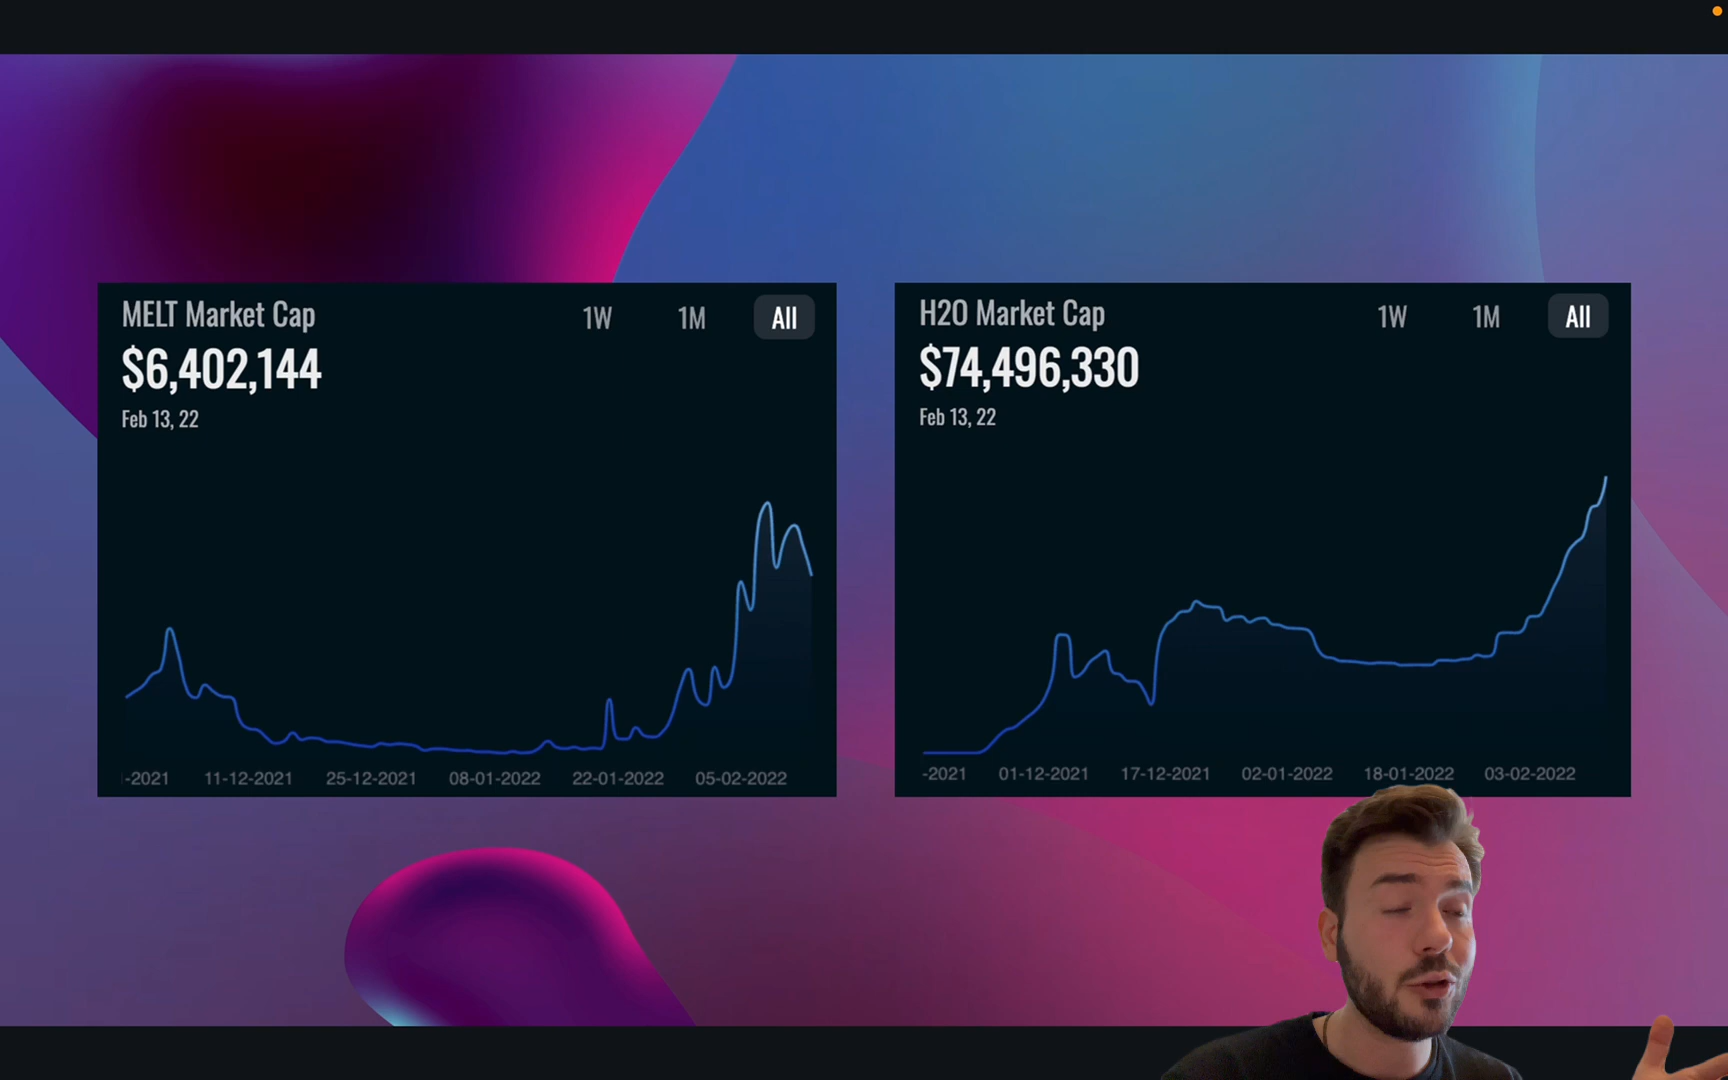 MELT Market Cap
1W 1M All
$6,402,144
Feb 13, 22
-2021 11-12-2021 25-12-2021 08-01-2022 22-01-2022 05-02-2022
H2O Market Cap
1W 1M All
$74,496,330
Feb 13, 22
-2021 01-12-2021 17-12-2021 02-01-2022 18-01-2022 03-02-2022